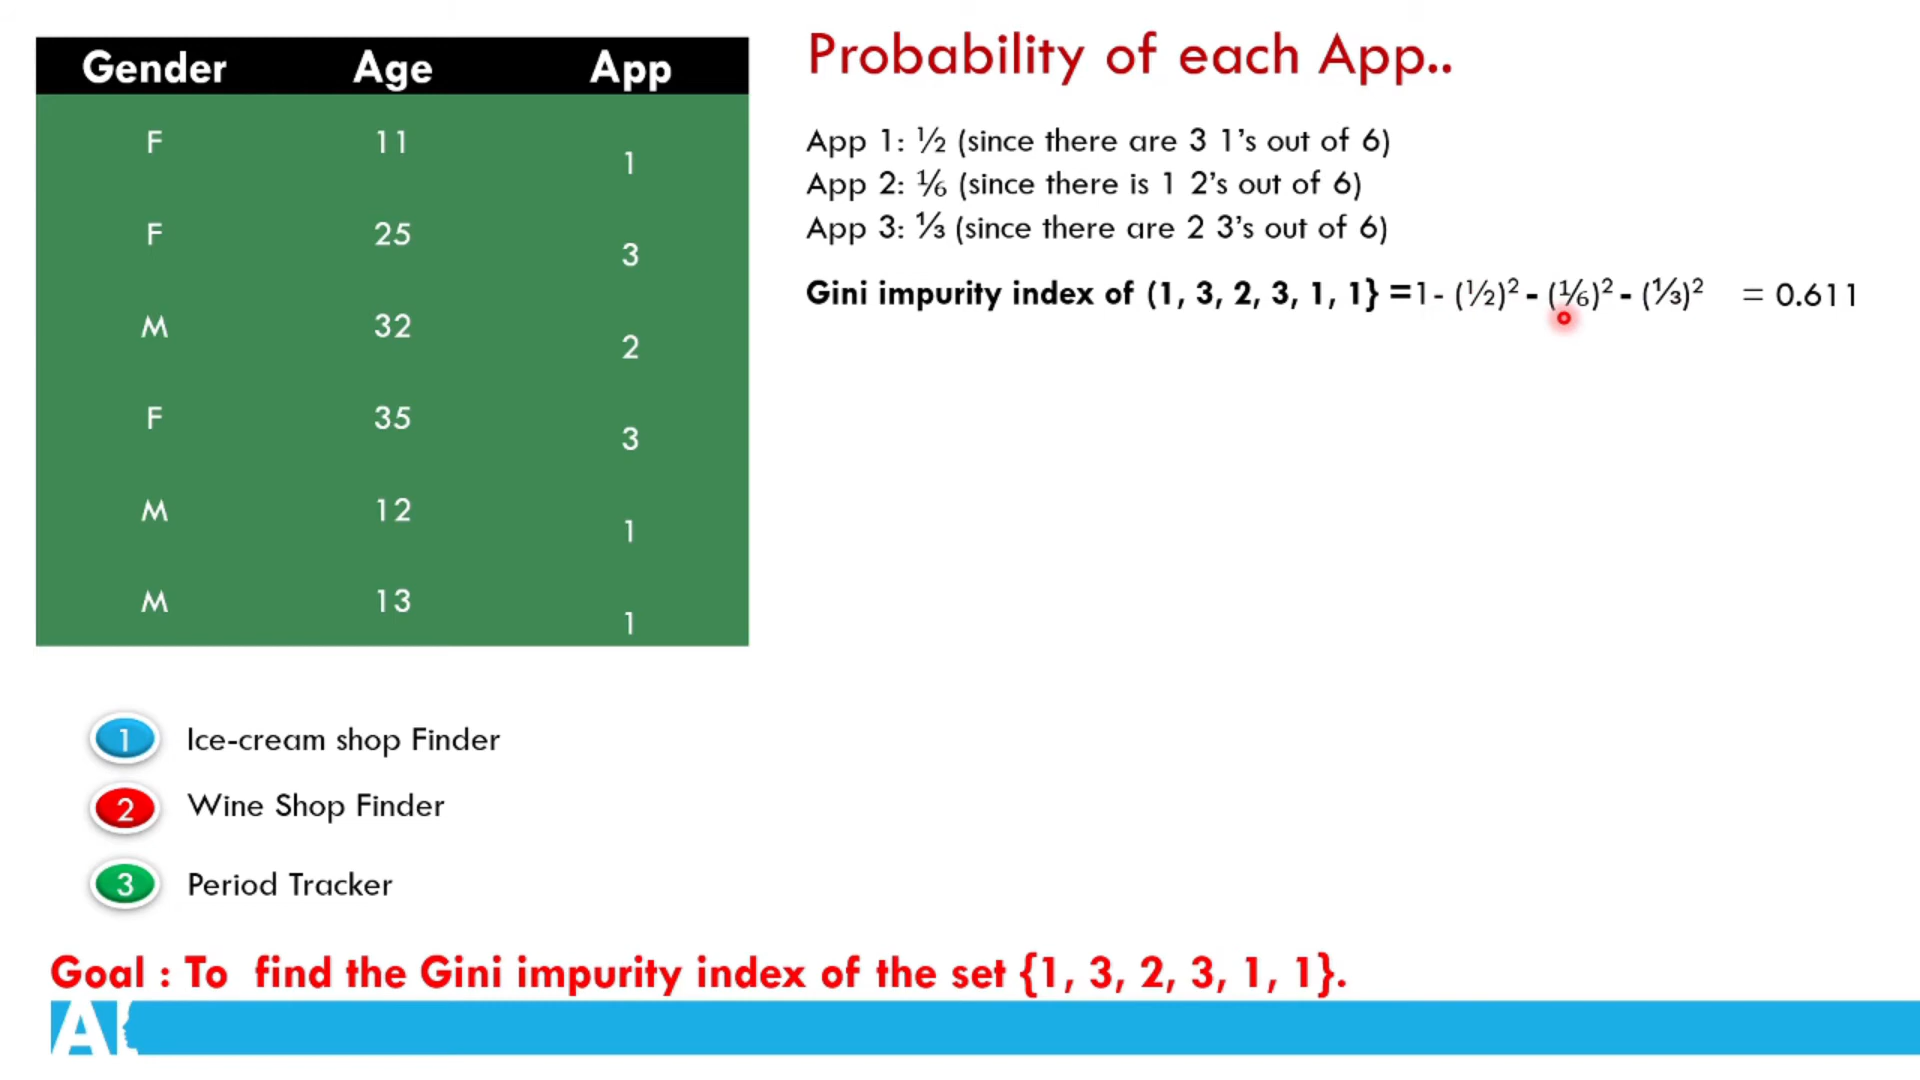 Gender Age App
F 11 1
F 25 3
M 32 2
F 35 3
M 12 1
M 13 1
Probability of each App..
App 1: ½ (since there are 3 1’s out of 6)
App 2: ⅙ (since there is 1 2’s out of 6)
App 3: ⅓ (since there are 2 3’s out of 6)
Gini impurity index of (1, 3, 2, 3, 1, 1} =1- (½)² - (⅙)² - (⅓)² = 0.611
1 Ice-cream shop Finder
2 Wine Shop Finder
3 Period Tracker
Goal : To find the Gini impurity index of the set {1, 3, 2, 3, 1, 1}.
AI